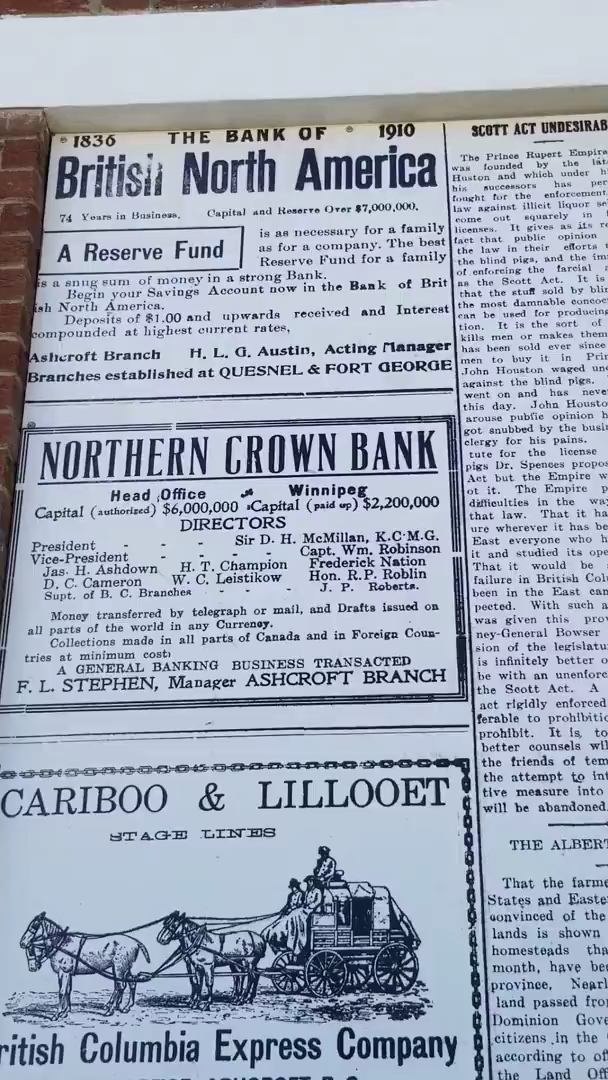 1836 THE BANK OF 1910
British North America
74 Years in Business. Capital and Reserve Over $7,000,000.
A Reserve Fund
is as necessary for a family
as for a company. The best
Reserve Fund for a family
is a snug sum of money in a strong Bank.
Begin your Savings Account now in the Bank of Brit
ish North America.
Deposits of $1.00 and upwards received and Interest
compounded at highest current rates,
Ashcroft Branch H. L. G. Austin, Acting Manager
Branches established at QUESNEL & FORT GEORGE
NORTHERN CROWN BANK
Head Office Winnipeg
Capital (authorized) $6,000,000 Capital (paid up) $2,200,000
DIRECTORS
President - - - Sir D. H. McMillan, K.C.M.G.
Vice-President - - - - Capt. Wm. Robinson
Jas. H. Ashdown H. T. Champion Frederick Nation
D. C. Cameron W. C. Leistikow Hon. R.P. Roblin
Supt. of B. C. Branches - - - J. P. Roberts.
Money transferred by telegraph or mail, and Drafts issued on
all parts of the world in any Currency.
Collections made in all parts of Canada and in Foreign Coun-
tries at minimum cost
A GENERAL BANKING BUSINESS TRANSACTED
F. L. STEPHEN, Manager ASHCROFT BRANCH
CARIBOO & LILLOOET
STAGE LINES
ritish Columbia Express Company
SCOTT ACT UNDESIRAB
The Prince Rupert Empire
was founded by the late
Huston and which under
his successors has
fought for the enforcement
law against illicit liquor
come out squarely in
licenses. It gives as its
fact that public opinion
the law in their efforts
the blind pigs, and the
of enforcing the farcial
as the Scott Act. It is
that the stuff sold by
the most damnable
can be used for producing
tion. It is the sort of
kills men or makes them
has been sold ever since
men to buy it in
John Houston waged
against the blind pigs.
went on and has
this day. John
arouse public opinion
got snubbed by the
clergy for his pains.
tute for the license
pigs Dr. Spences
Act but the Empire
ot it. The Empire
difficulties in the
that law. That it
ure wherever it has
East everyone who
it and studied its
That it would be
failure in British
been in the East
pected. With such a
was given this
ney-General Bowser
sion of the
is infinitely better
be with an
the Scott Act. A
act rigidly enforced
ferable to
prohibit. It is, to
better counsels
the friends of
the attempt to
tive measure into
will be abandoned.
THE ALBERT
That the farme
States and Easte
convinced of the
lands is shown
homesteads
month, have
province. Nearl
land passed
Dominion
citizens in the
according to
the Land